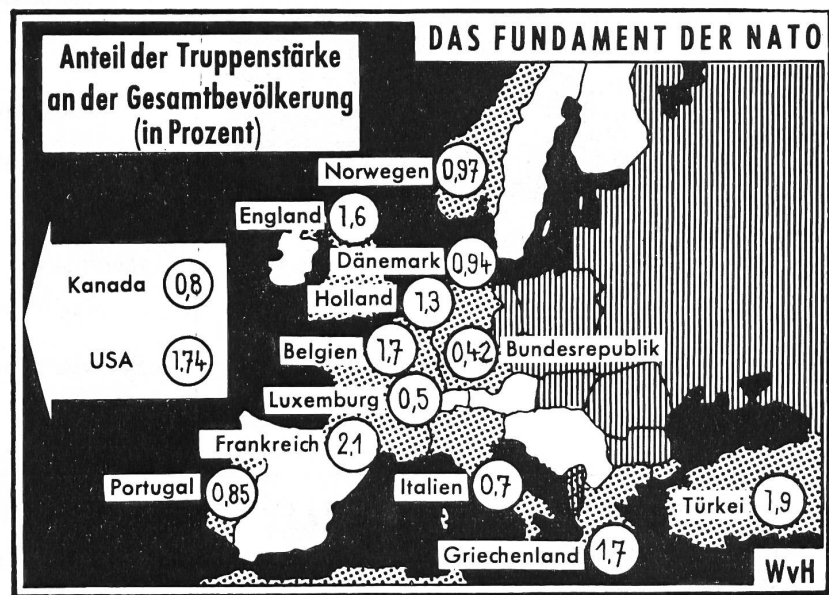 DAS FUNDAMENT DER NATO
Anteil der Truppenstärke
an der Gesamtbevölkerung
(in Prozent)
Norwegen 0,97
England 1,6
Dänemark 0,94
Kanada 0,8
Holland 1,3
USA 1,74
Belgien 1,7
0,42 Bundesrepublik
Luxemburg 0,5
Frankreich 2,1
Portugal 0,85
Italien 0,7
Türkei 1,9
Griechenland 1,7
WvH